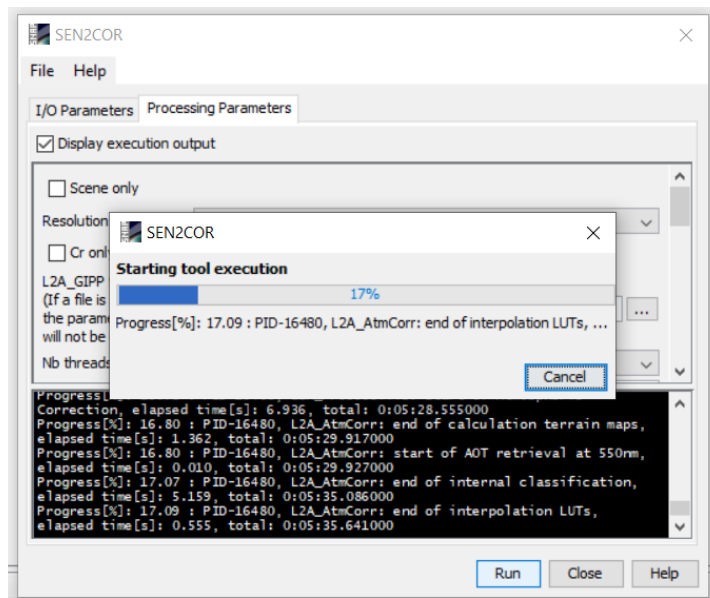 SEN2COR
File Help
I/O Parameters Processing Parameters
Display execution output
Scene only
Resolution
Cr onl
L2A_GIPP
(If a file is
the parame
will not be
Nb threads
...
SEN2COR
Starting tool execution
17%
Progress[%]: 17.09 : PID-16480, L2A_AtmCorr: end of interpolation LUTs, ...
Cancel
Correction, elapsed time[s]: 6.936, total: 0:05:28.555000
Progress[%]: 16.80 : PID-16480, L2A_AtmCorr: end of calculation terrain maps,
elapsed time[s]: 1.362, total: 0:05:29.917000
Progress[%]: 16.80 : PID-16480, L2A_AtmCorr: start of AOT retrieval at 550nm,
elapsed time[s]: 0.010, total: 0:05:29.927000
Progress[%]: 17.07 : PID-16480, L2A_AtmCorr: end of internal classification,
elapsed time[s]: 5.159, total: 0:05:35.086000
Progress[%]: 17.09 : PID-16480, L2A_AtmCorr: end of interpolation LUTs,
elapsed time[s]: 0.555, total: 0:05:35.641000
Run Close Help